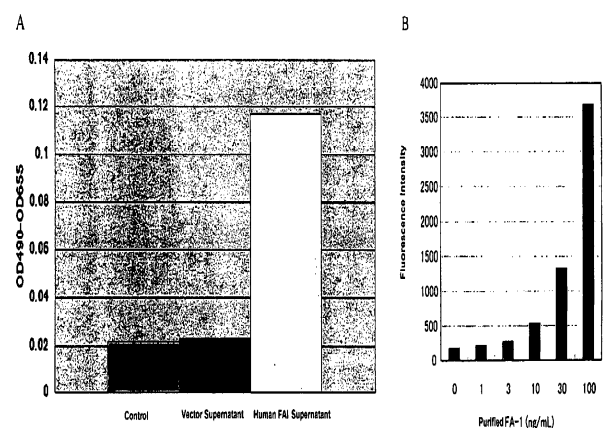 A
0.14
0.12
0.1
0.08
0.06
0.04
0.02
0
OD490-OD655
Control
Vector Supernatant
Human FAI Supernatant
B
4000
3500
3000
2500
2000
1500
1000
500
0
Fluorescence Intensity
0 1 3 10 30 100
Purified FA-1 (ng/mL)